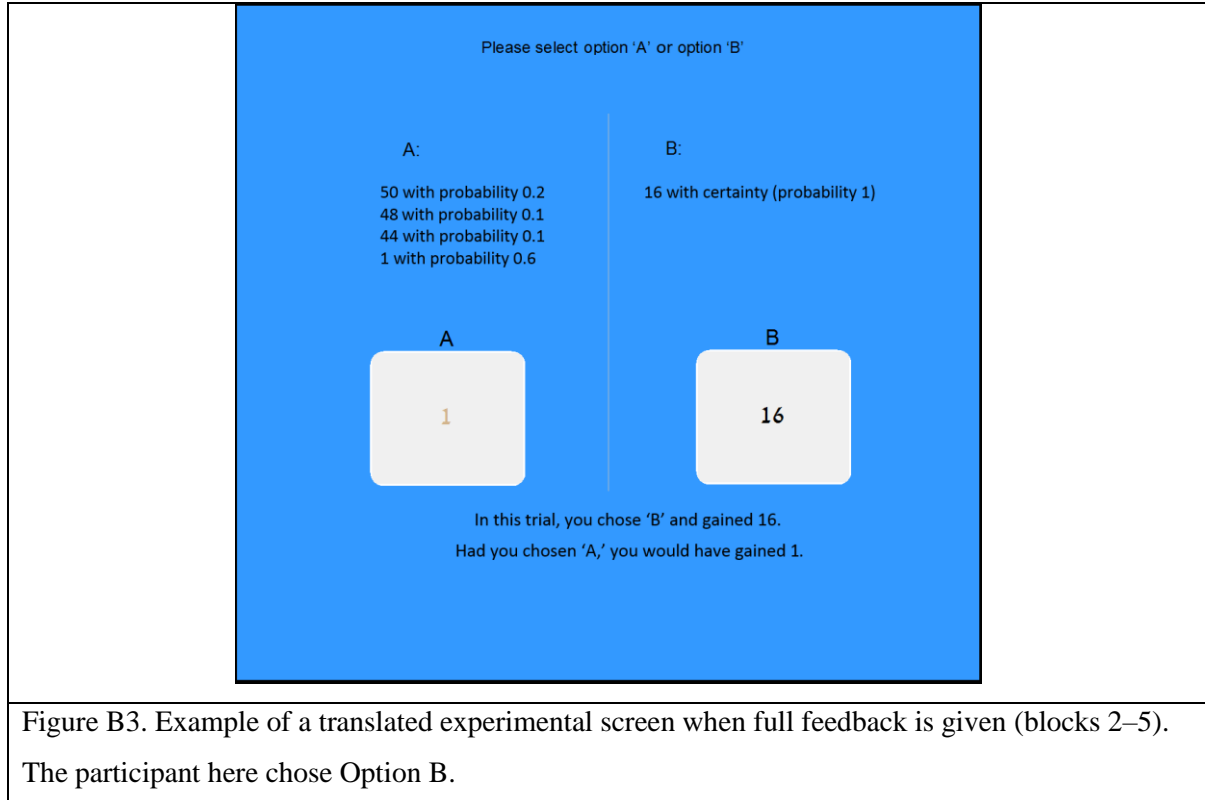 Please select option ‘A’ or option ‘B’
A:
50 with probability 0.2
48 with probability 0.1
44 with probability 0.1
1 with probability 0.6
B:
16 with certainty (probability 1)
A
1
B
16
In this trial, you chose ‘B’ and gained 16.
Had you chosen ‘A,’ you would have gained 1.
Figure B3. Example of a translated experimental screen when full feedback is given (blocks 2–5).
The participant here chose Option B.